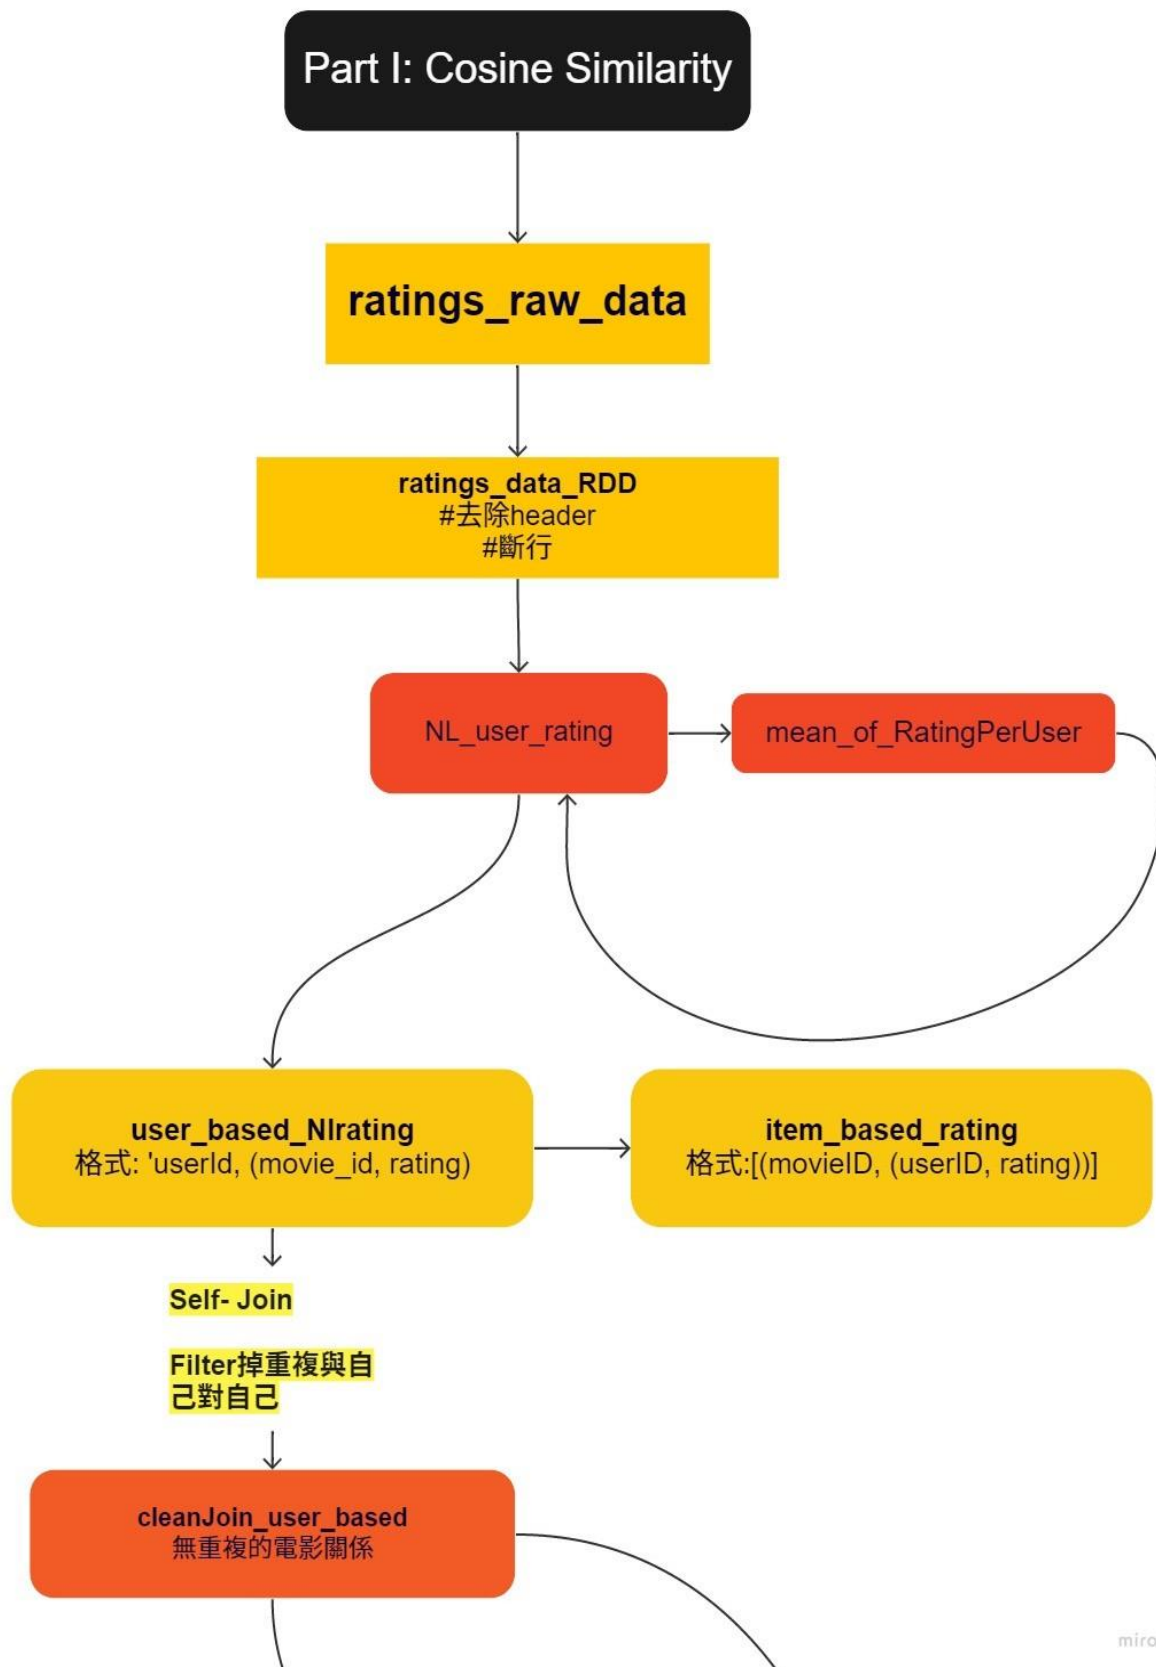 Part I: Cosine Similarity
ratings_raw_data
ratings_data_RDD
#去除header
#斷行
NL_user_rating
mean_of_RatingPerUser
user_based_Nlrating
格式: 'userId, (movie_id, rating)
item_based_rating
格式:[(movieID, (userID, rating))]
Self- Join
Filter掉重複與自
己對自己
cleanJoin_user_based
無重複的電影關係
miro